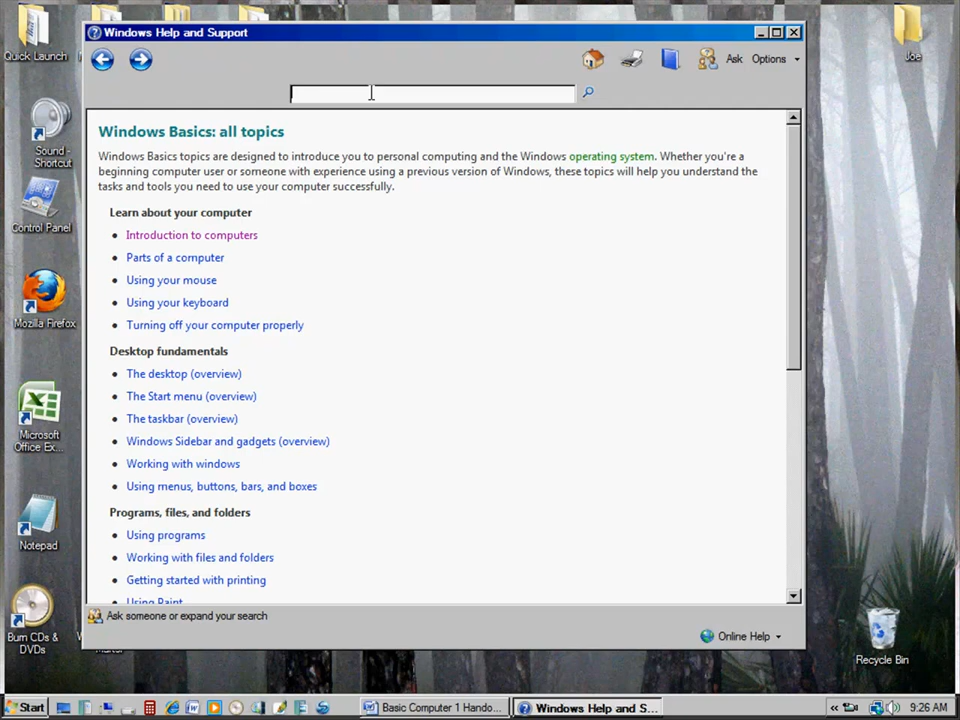 Quick Launch
Joe
Windows Help and Support
Ask Options
Windows Basics: all topics
Windows Basics topics are designed to introduce you to personal computing and the Windows operating system. Whether you're a
beginning computer user or someone with experience using a previous version of Windows, these topics will help you understand the
tasks and tools you need to use your computer successfully.
Learn about your computer
Introduction to computers
Parts of a computer
Using your mouse
Using your keyboard
Turning off your computer properly
Desktop fundamentals
The desktop (overview)
The Start menu (overview)
The taskbar (overview)
Windows Sidebar and gadgets (overview)
Working with windows
Using menus, buttons, bars, and boxes
Programs, files, and folders
Using programs
Working with files and folders
Getting started with printing
Using Paint
Ask someone or expand your search
Online Help
Sound -
Shortcut
Control Panel
Mozilla Firefox
Microsoft
Office Ex...
Notepad
Burn CDs &
DVDs
Recycle Bin
Start
Basic Computer 1 Hando...
Windows Help and S...
9:26 AM